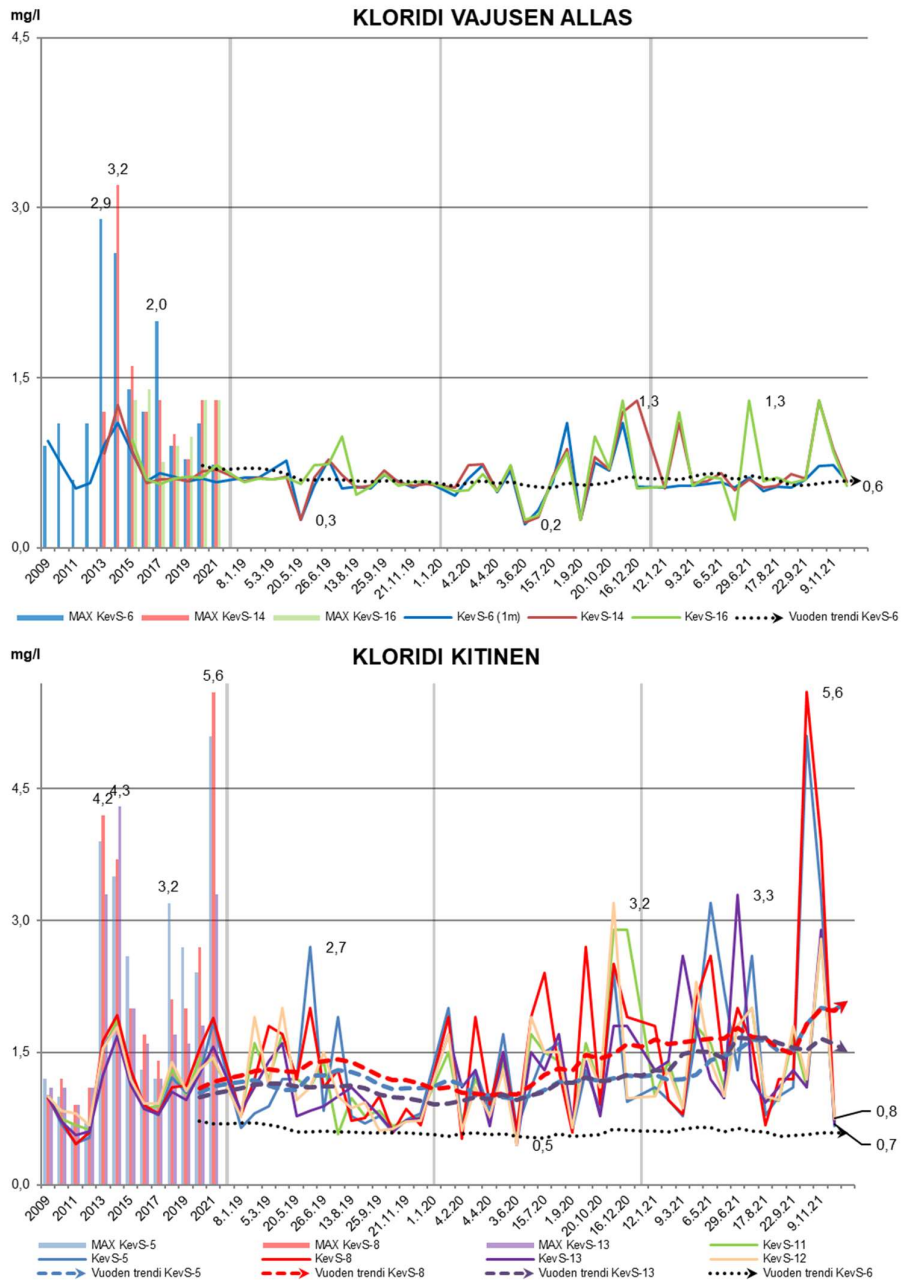 mg/l
KLORIDI VAJUSEN ALLAS
4,5
3,2
3,0
2,9
2,0
1,5
1,3
1,3
0,6
0,3
0,2
0,0
2009 2011 2013 2015 2017 2019 2021 8.1.19 5.3.19 20.5.19 26.6.19 13.8.19 25.9.19 21.11.19 1.1.20 4.2.20 4.4.20 3.6.20 15.7.20 1.9.20 20.10.20 16.12.20 12.1.21 9.3.21 6.5.21 29.6.21 17.8.21 22.9.21 9.11.21
MAX KevS-6 MAX KevS-14 MAX KevS-16 KevS-6 (1m) KevS-14 KevS-16 Vuoden trendi KevS-6
mg/l
KLORIDI KITINEN
5,6
5,6
4,5
4,2
4,3
3,2
3,0
3,2
3,3
2,7
1,5
0,8
0,5
0,7
0,0
2009 2011 2013 2015 2017 2019 2021 8.1.19 5.3.19 20.5.19 26.6.19 13.8.19 25.9.19 21.11.19 1.1.20 4.2.20 4.4.20 3.6.20 15.7.20 1.9.20 20.10.20 16.12.20 12.1.21 9.3.21 6.5.21 29.6.21 17.8.21 22.9.21 9.11.21
MAX KevS-5 MAX KevS-8 MAX KevS-13 KevS-11
KevS-5 KevS-8 KevS-13 KevS-12
Vuoden trendi KevS-5 Vuoden trendi KevS-8 Vuoden trendi KevS-13 Vuoden trendi KevS-6